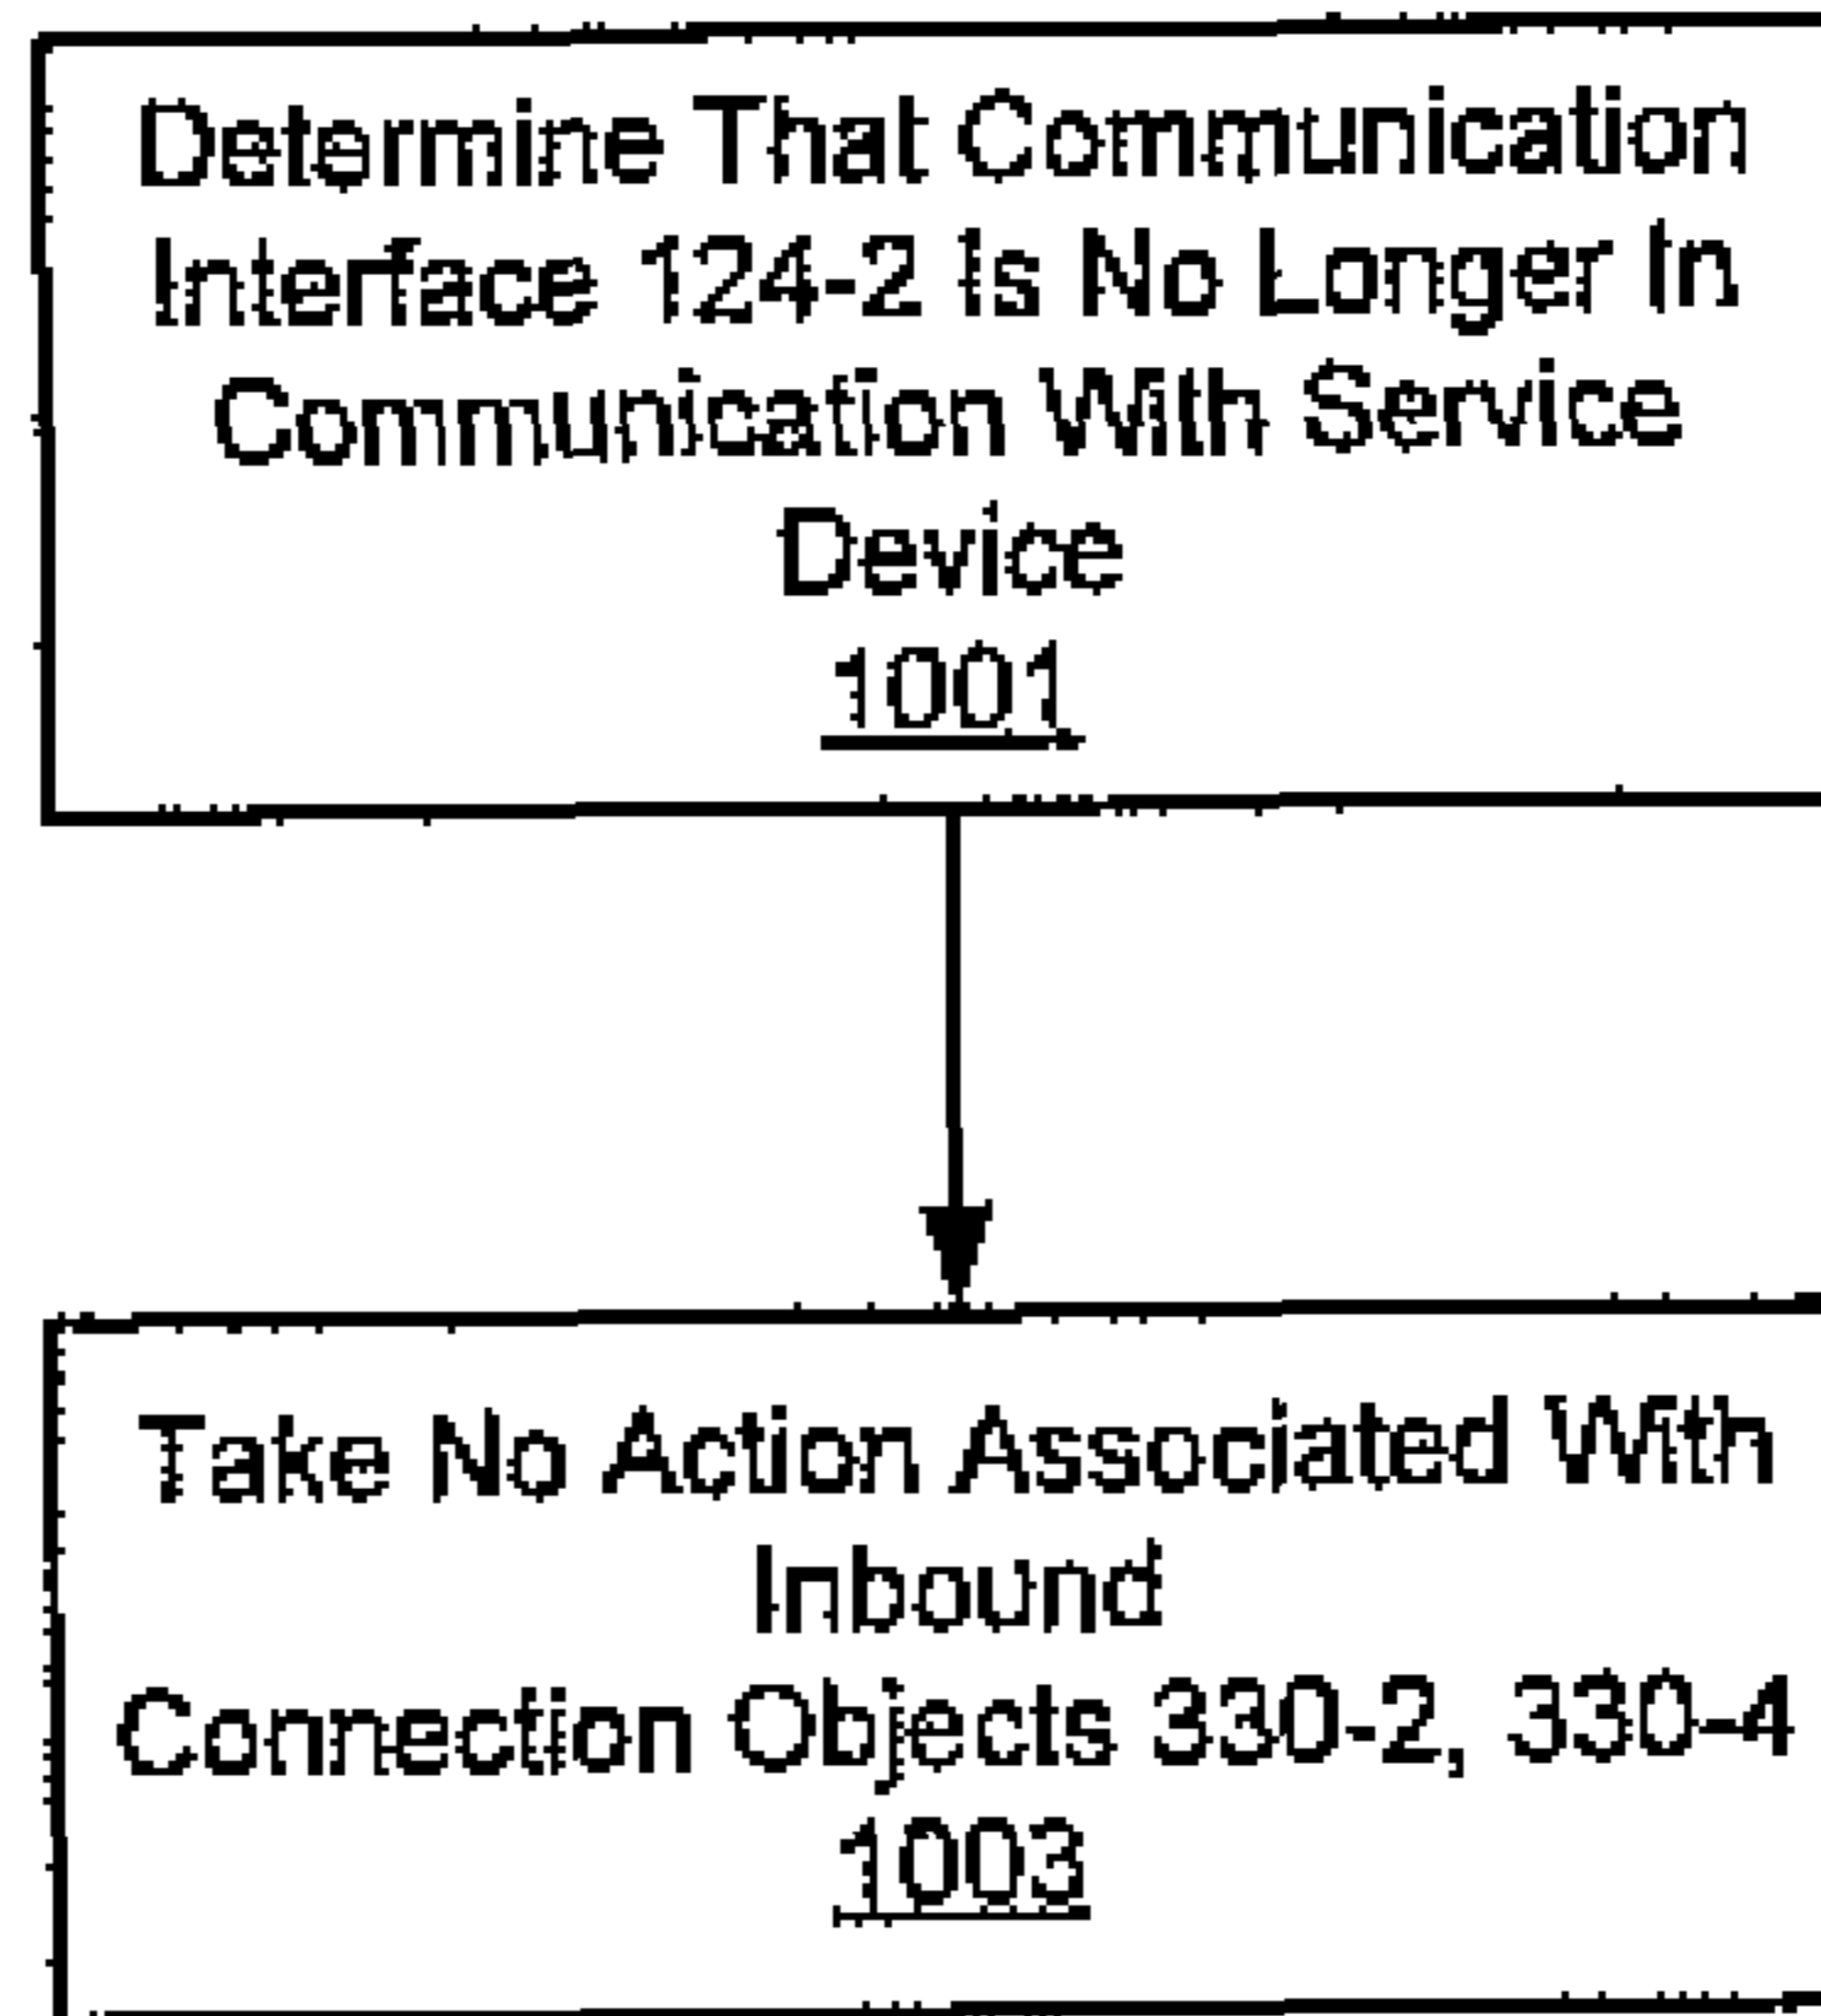 Determine That Communication
Interface 124-2 Is No Longer In
Communication With Service
Device
1001
Take No Action Associated With
Inbound
Connection Objects 330-2, 330-4
1003